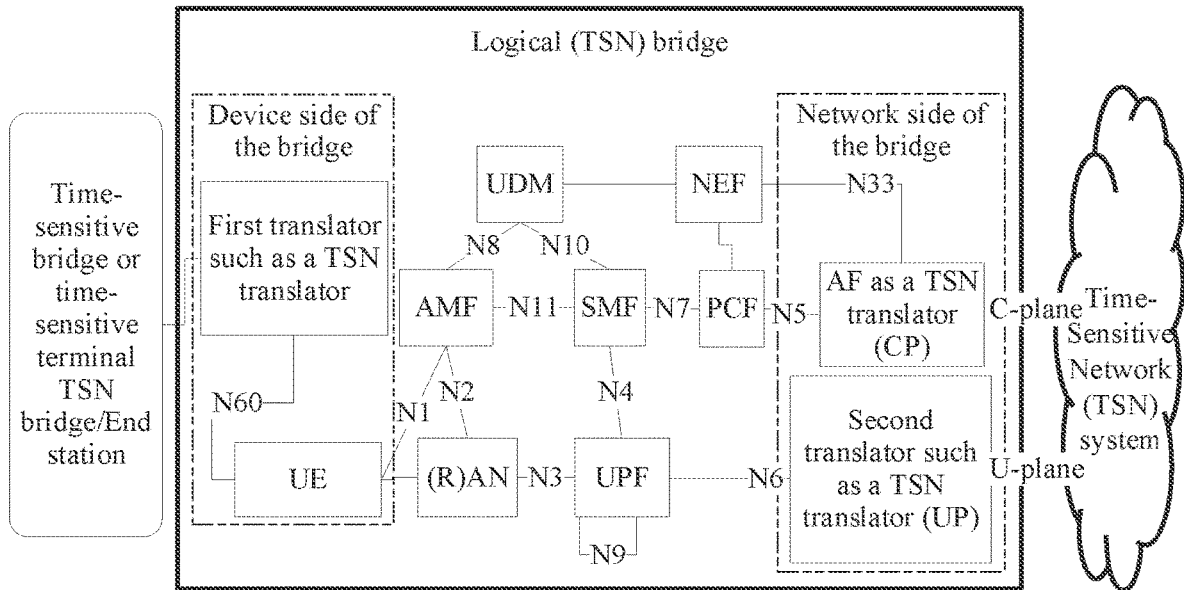 Logical (TSN) bridge
Time-
sensitive
bridge or
time-
sensitive
terminal
TSN
bridge/End
station
Device side of
the bridge
First translator
such as a TSN
translator
N60
UE
UDM
NEF
N33
N8
N10
AMF
N11
SMF
N7
PCF
N5
N1
N2
N4
(R)AN
N3
UPF
N6
N9
Network side of
the bridge
AF as a TSN
translator
(CP)
Second
translator such
as a TSN
translator (UP)
C-plane
U-plane
Time-
Sensitive
Network
(TSN)
system